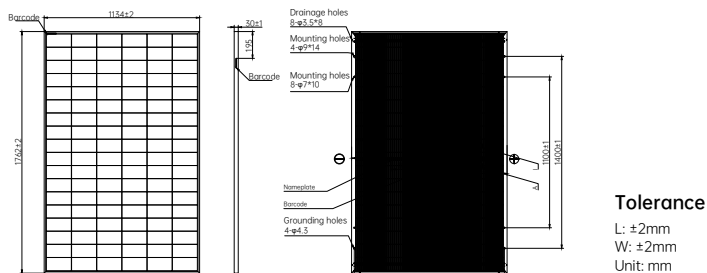 Barcode
1134±2
1762±2
30±1
195
Barcode
Drainage holes
8-φ3.5*8
Mounting holes
4-φ9*14
Mounting holes
8-φ7*10
Nameplate
Barcode
Grounding holes
4-φ4.3
1100±1
1400±1
L
A
Tolerance
L: ±2mm
W: ±2mm
Unit: mm